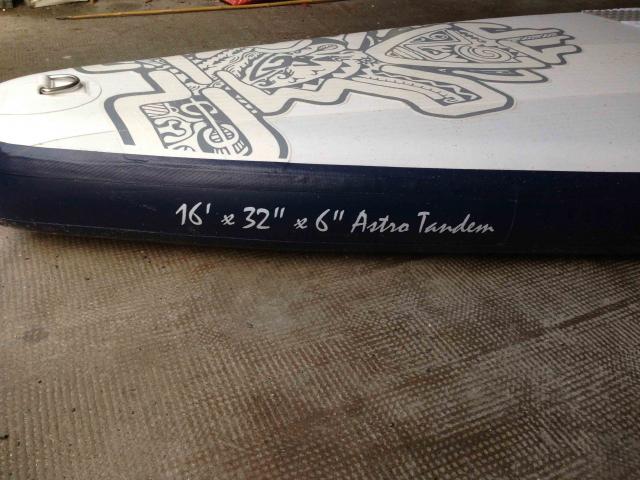 16' x 32" x 6" Astro Tandem